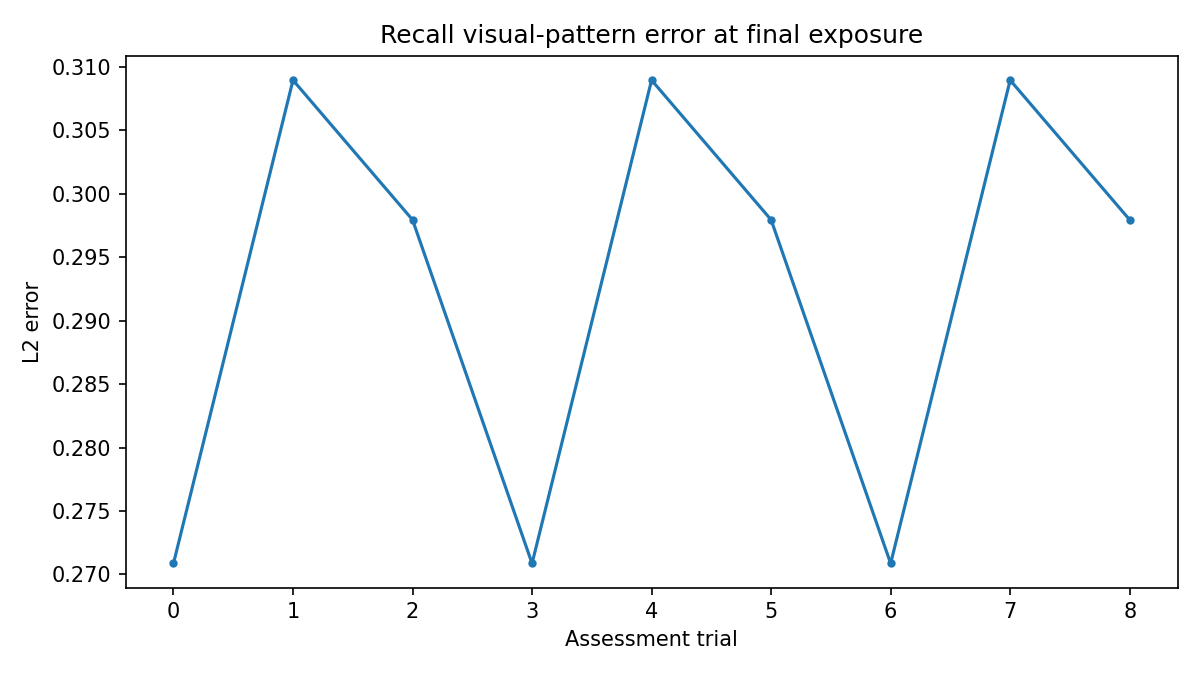 Recall visual-pattern error at final exposure
0.310
0.305
0.300
0.295
0.290
0.285
0.280
0.275
0.270
L2 error
0 1 2 3 4 5 6 7 8
Assessment trial